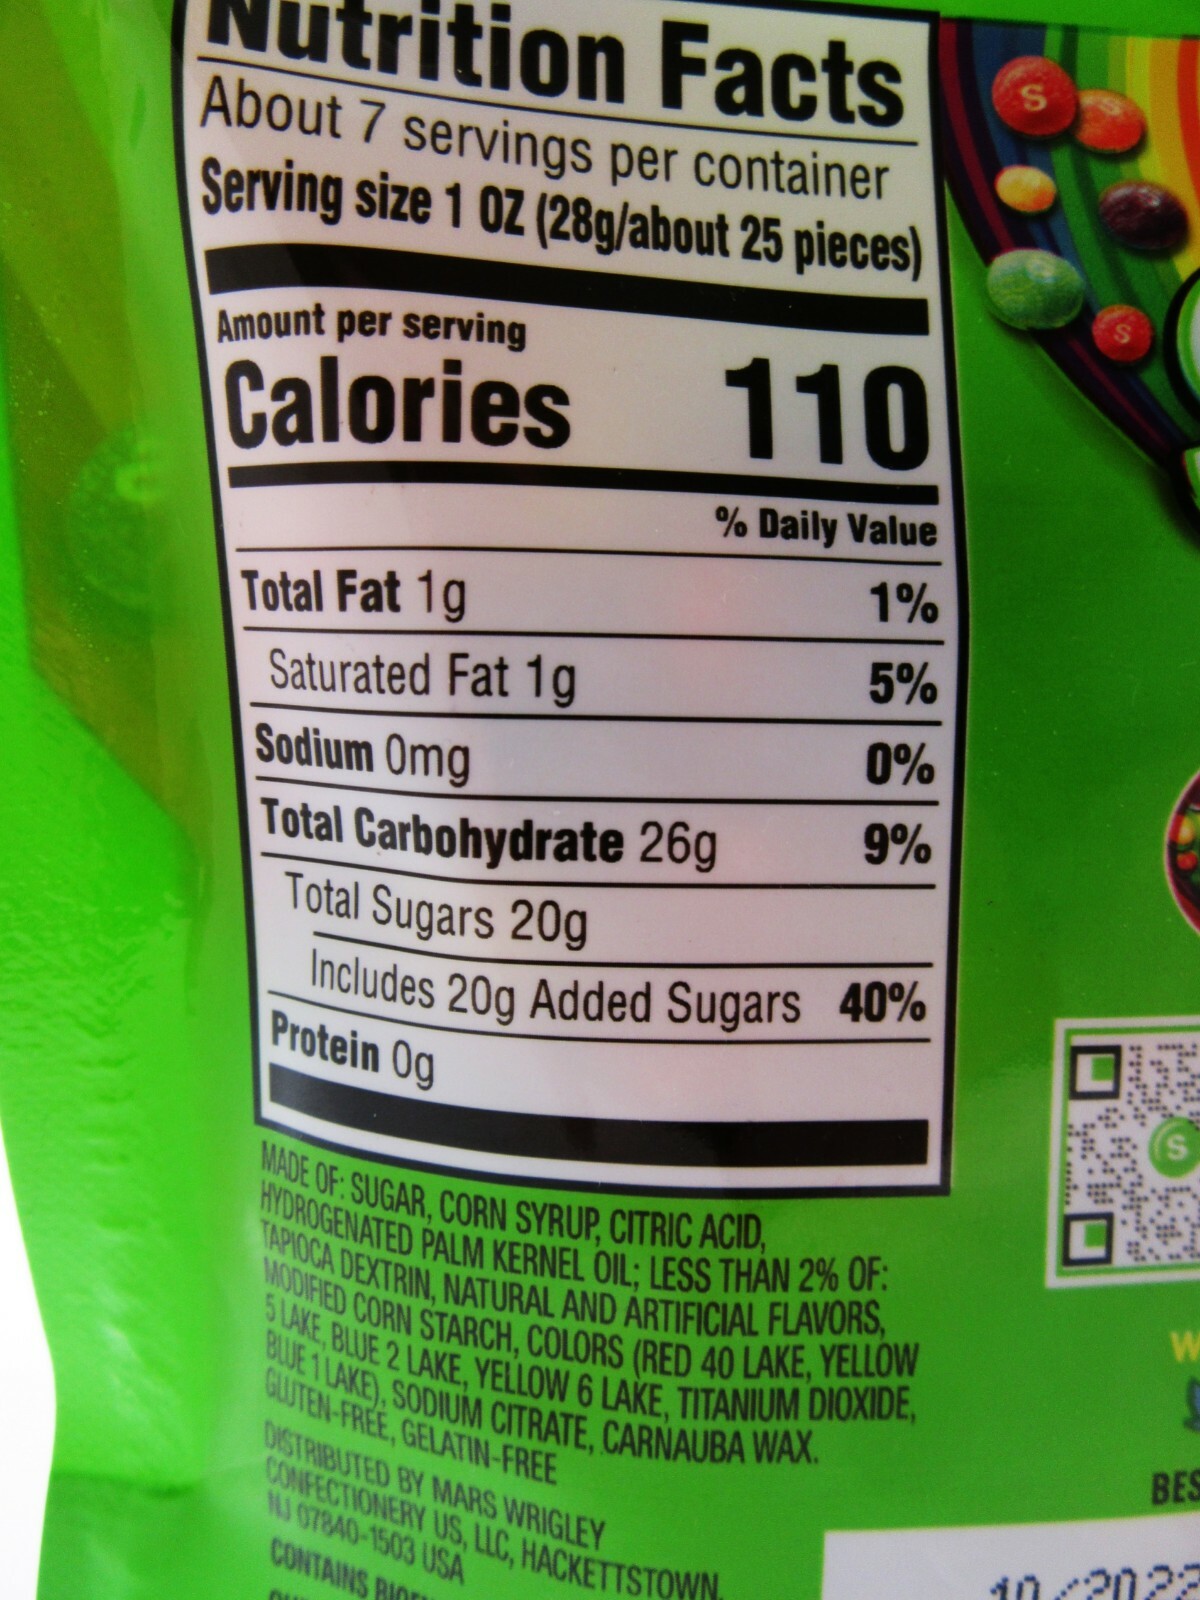 Nutrition Facts
About 7 servings per container
Serving size 1 OZ (28g/about 25 pieces)
Amount per serving
Calories 110
% Daily Value
Total Fat 1g 1%
Saturated Fat 1g 5%
Sodium 0mg 0%
Total Carbohydrate 26g 9%
Total Sugars 20g
Includes 20g Added Sugars 40%
Protein 0g
MADE OF: SUGAR, CORN SYRUP, CITRIC ACID,
HYDROGENATED PALM KERNEL OIL; LESS THAN 2% OF:
TAPIOCA DEXTRIN, NATURAL AND ARTIFICIAL FLAVORS,
MODIFIED CORN STARCH, COLORS (RED 40 LAKE, YELLOW
5 LAKE, BLUE 2 LAKE, YELLOW 6 LAKE, TITANIUM DIOXIDE,
BLUE 1 LAKE), SODIUM CITRATE, CARNAUBA WAX.
GLUTEN-FREE, GELATIN-FREE
DISTRIBUTED BY MARS WRIGLEY
CONFECTIONERY US, LLC, HACKETTSTOWN,
NJ 07840-1503 USA
CONTAINS
S
S
S
S
S
BES
10/2022